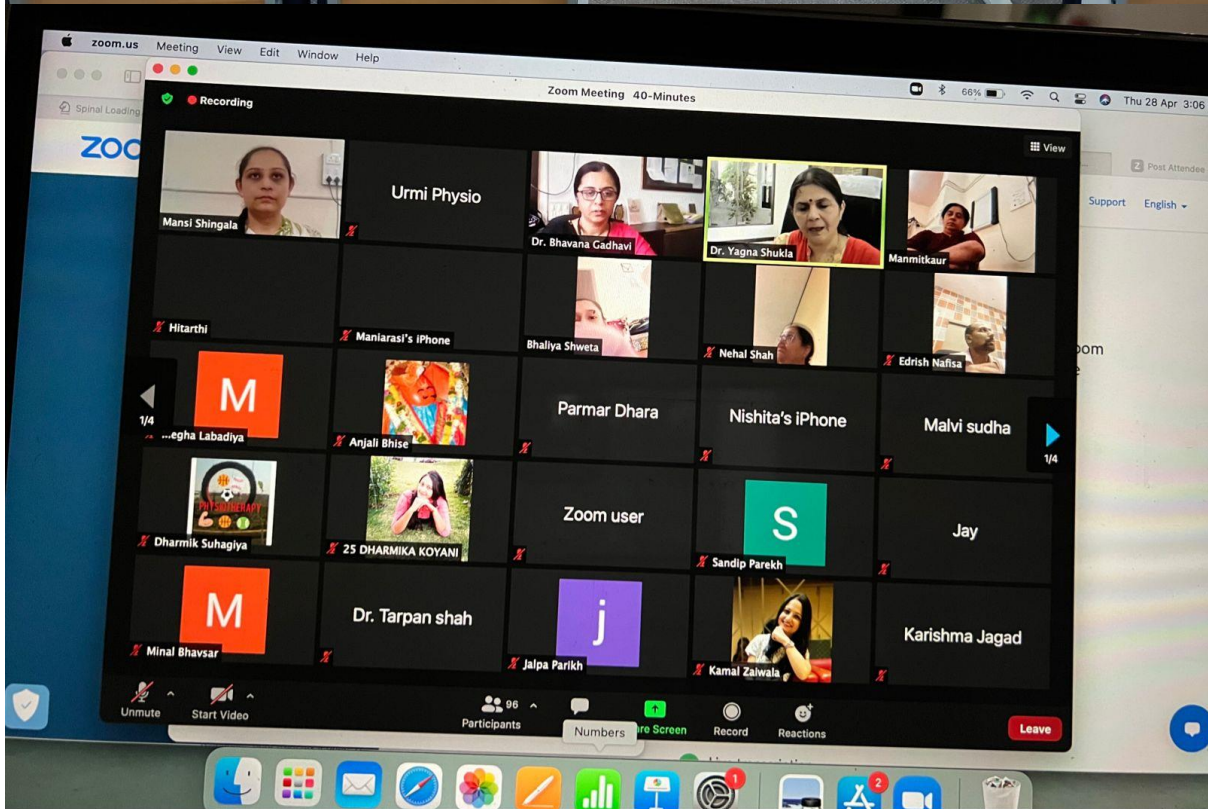 zoom.us Meeting View Edit Window Help
66% Thu 28 Apr 3:06
Zoom Meeting 40-Minutes
Spinal Loading
Recording
View
Post Attendee
ZOO
Support English
Mansi Shingala
Urmi Physio
Dr. Bhavana Gadhavi
Dr. Yagna Shukla
Manmitkaur
Hitarthi
Maniarasi's iPhone
Bhaliya Shweta
Nehal Shah
Edrish Nafisa
oom
1/4
M
...egha Labadiya
Anjali Bhise
Parmar Dhara
Nishita's iPhone
Malvi sudha
1/4
PHYSIOTHERAPY
Dharmik Suhagiya
25 DHARMIKA KOYANI
Zoom user
S
Sandip Parekh
Jay
M
Minal Bhavsar
Dr. Tarpan shah
j
Jalpa Parikh
Kamal Zaiwala
Karishma Jagad
Unmute
Start Video
96
Participants
Numbers
re Screen
Record
Reactions
Leave
1
2